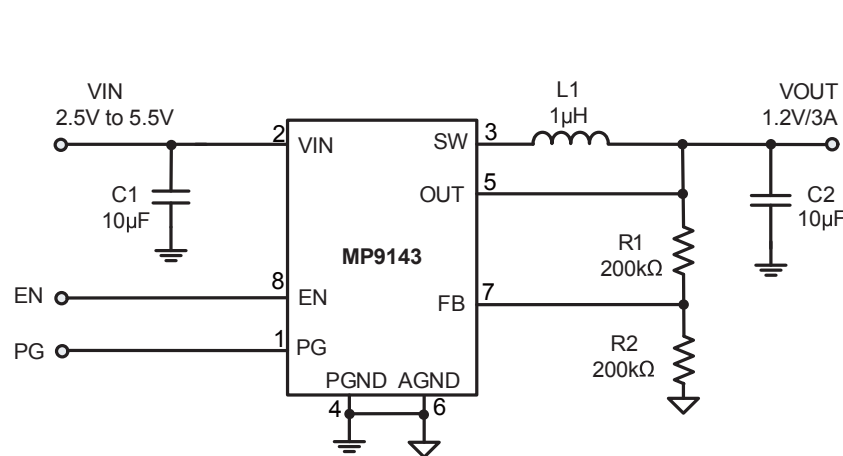 VIN
2.5V to 5.5V
L1
1µH
VOUT
1.2V/3A
2
VIN
SW
3
C1
10µF
OUT
5
C2
10µF
MP9143
R1
200kΩ
EN
8
EN
FB
7
PG
1
PG
R2
200kΩ
PGND
AGND
4
6